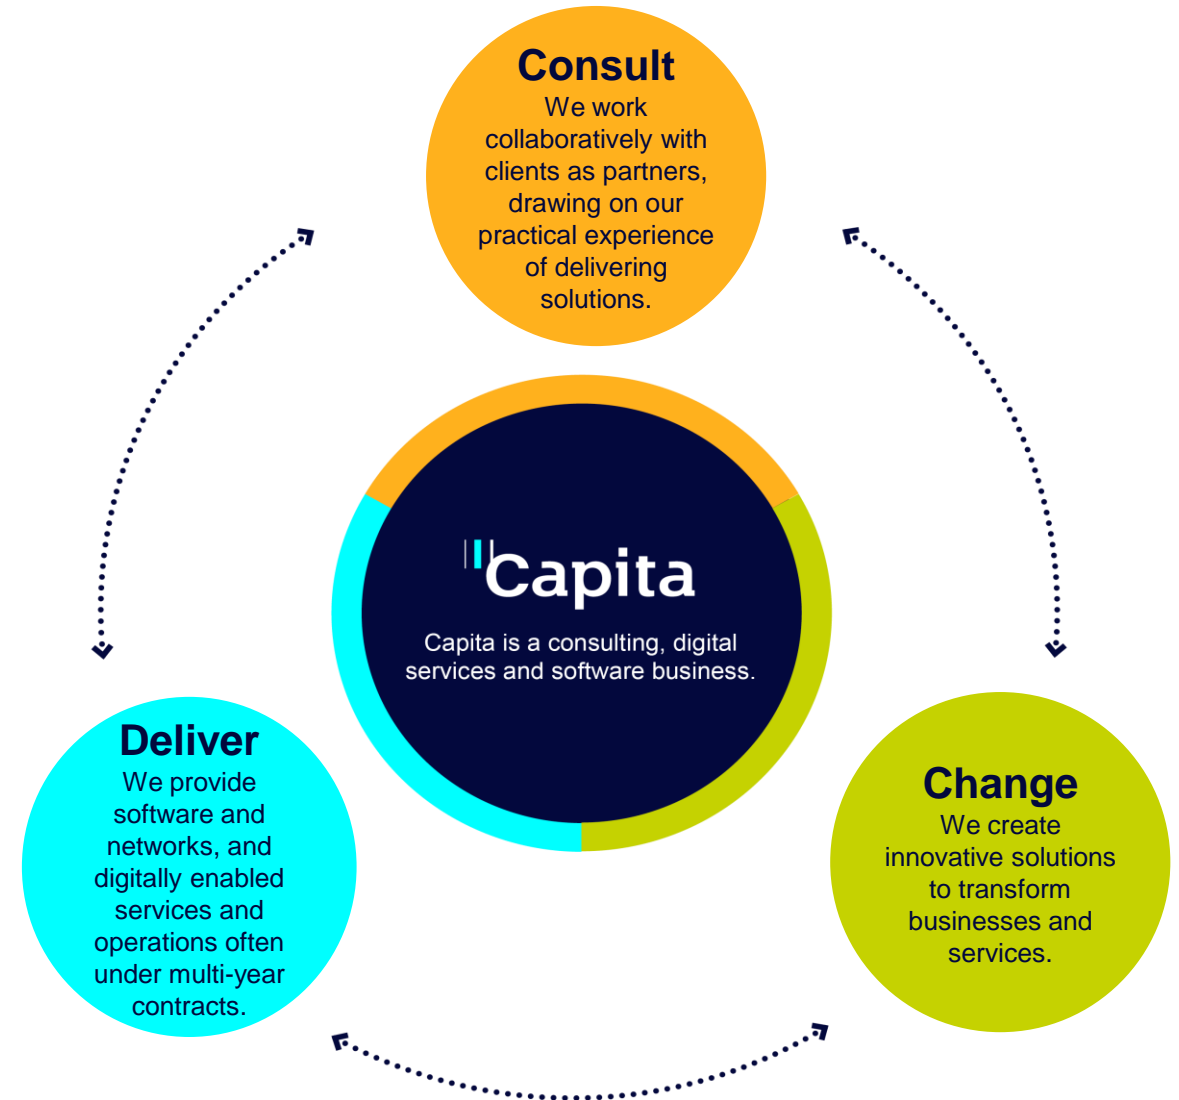 Consult
We work
collaboratively with
clients as partners,
drawing on our
practical experience
of delivering
solutions.
Capita
Capita is a consulting, digital
services and software business.
Deliver
We provide
software and
networks, and
digitally enabled
services and
operations often
under multi-year
contracts.
Change
We create
innovative solutions
to transform
businesses and
services.